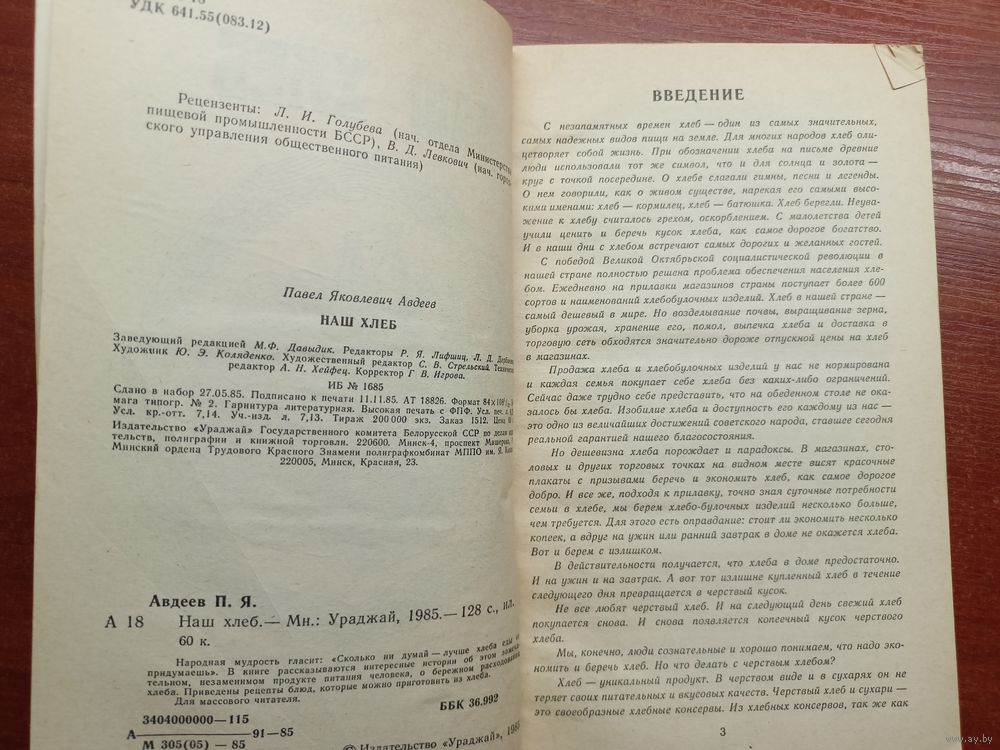 УДК 641.55(083.12)
Рецензенты: Л. И. Голубева (нач. отдела Министерства
пищевой промышленности БССР), В. Д. Левкович (нач. город-
ского управления общественного питания)
Павел Яковлевич Авдеев
НАШ ХЛЕБ
Заведующий редакцией М. Ф. Давыдик. Редакторы Р. Я. Лифшиц, Л. Д.
Художник Ю. Э. Коляденко. Художественный редактор С. В. Стрельский.
редактор А. Н. Хейфец. Корректор Г. В. Игрова.
ИБ № 1685
Сдано в набор 27.05.85. Подписано к печати 11.11.85. АТ 18826. Формат 84×108
мага типогр. № 2. Гарнитура литературная. Высокая печать с ФПФ. Усл. печ. л.
Усл. кр.-отт. 7,14. Уч.-изд. л. 7,13. Тираж 200 000 экз. Заказ 1512. Цена
Издательство «Ураджай» Государственного комитета Белорусской ССР по делам
тельств, полиграфии и книжной торговли. 220600. Минск-4, проспект
Минский ордена Трудового Красного Знамени полиграфкомбинат МППО им. Я.
220005, Минск, Красная, 23.
Авдеев П. Я.
А 18 Наш хлеб.— Мн.: Ураджай, 1985.— 128 с., ил.
60 к.
Народная мудрость гласит: «Сколько ни думай — лучше хлеба еды не
придумаешь». В книге рассказываются интересные истории об этом замеча-
тельном, незаменимом продукте питания человека, о бережном расходовании
хлеба. Приведены рецепты блюд, которые можно приготовить из хлеба.
Для массового читателя.
ББК 36.992
3404000000—115
А 91—85
М 305(05) — 85
© Издательство «Ураджай», 1985
ВВЕДЕНИЕ
С незапамятных времен хлеб — один из самых значительных,
самых надежных видов пищи на земле. Для многих народов хлеб оли-
цетворяет собой жизнь. При обозначении хлеба на письме древние
люди использовали тот же символ, что и для солнца и золота —
круг с точкой посередине. О хлебе слагали гимны, песни и легенды.
О нем говорили, как о живом существе, нарекая его самыми высо-
кими именами: хлеб — кормилец, хлеб — батюшка. Хлеб берегли. Неува-
жение к хлебу считалось грехом, оскорблением. С малолетства детей
учили ценить и беречь кусок хлеба, как самое дорогое богатство.
И в наши дни с хлебом встречают самых дорогих и желанных гостей.
С победой Великой Октябрьской социалистической революции в
нашей стране полностью решена проблема обеспечения населения хле-
бом. Ежедневно на прилавки магазинов страны поступает более 600
сортов и наименований хлебобулочных изделий. Хлеб в нашей стране —
самый дешевый в мире. Но возделывание почвы, выращивание зерна,
уборка урожая, хранение его, помол, выпечка хлеба и доставка в
торговую сеть обходятся значительно дороже отпускной цены на хлеб
в магазинах.
Продажа хлеба и хлебобулочных изделий у нас не нормирована
и каждая семья покупает себе хлеба без каких-либо ограничений.
Сейчас даже трудно себе представить, что на обеденном столе не ока-
залось бы хлеба. Изобилие хлеба и доступность его каждому из нас —
это одно из величайших достижений советского народа, ставшее сегодня
реальной гарантией нашего благосостояния.
Но дешевизна хлеба порождает и парадоксы. В магазинах, сто-
ловых и других торговых точках на видном месте висят красочные
плакаты с призывами беречь и экономить хлеб, как самое дорогое
добро. И все же, подходя к прилавку, точно зная суточные потребности
семьи в хлебе, мы берем хлебо-булочных изделий несколько больше,
чем требуется. Для этого есть оправдание: стоит ли экономить несколько
копеек, а вдруг на ужин или ранний завтрак в доме не окажется хлеба.
Вот и берем с излишком.
В действительности получается, что хлеба в доме предостаточно.
И на ужин и на завтрак. А вот тот излишне купленный хлеб в течение
следующего дня превращается в черствый кусок.
Не все любят черствый хлеб. И на следующий день свежий хлеб
покупается снова. И снова появляется копеечный кусок черствого
хлеба.
Мы, конечно, люди сознательные и хорошо понимаем, что надо эко-
номить и беречь хлеб. Но что делать с черствым хлебом?
Хлеб — уникальный продукт. В черством виде и в сухарях он не
теряет своих питательных и вкусовых качеств. Черствый хлеб и сухари —
это своеобразные хлебные консервы. Из хлебных консервов, так же как
3
www.ay.by